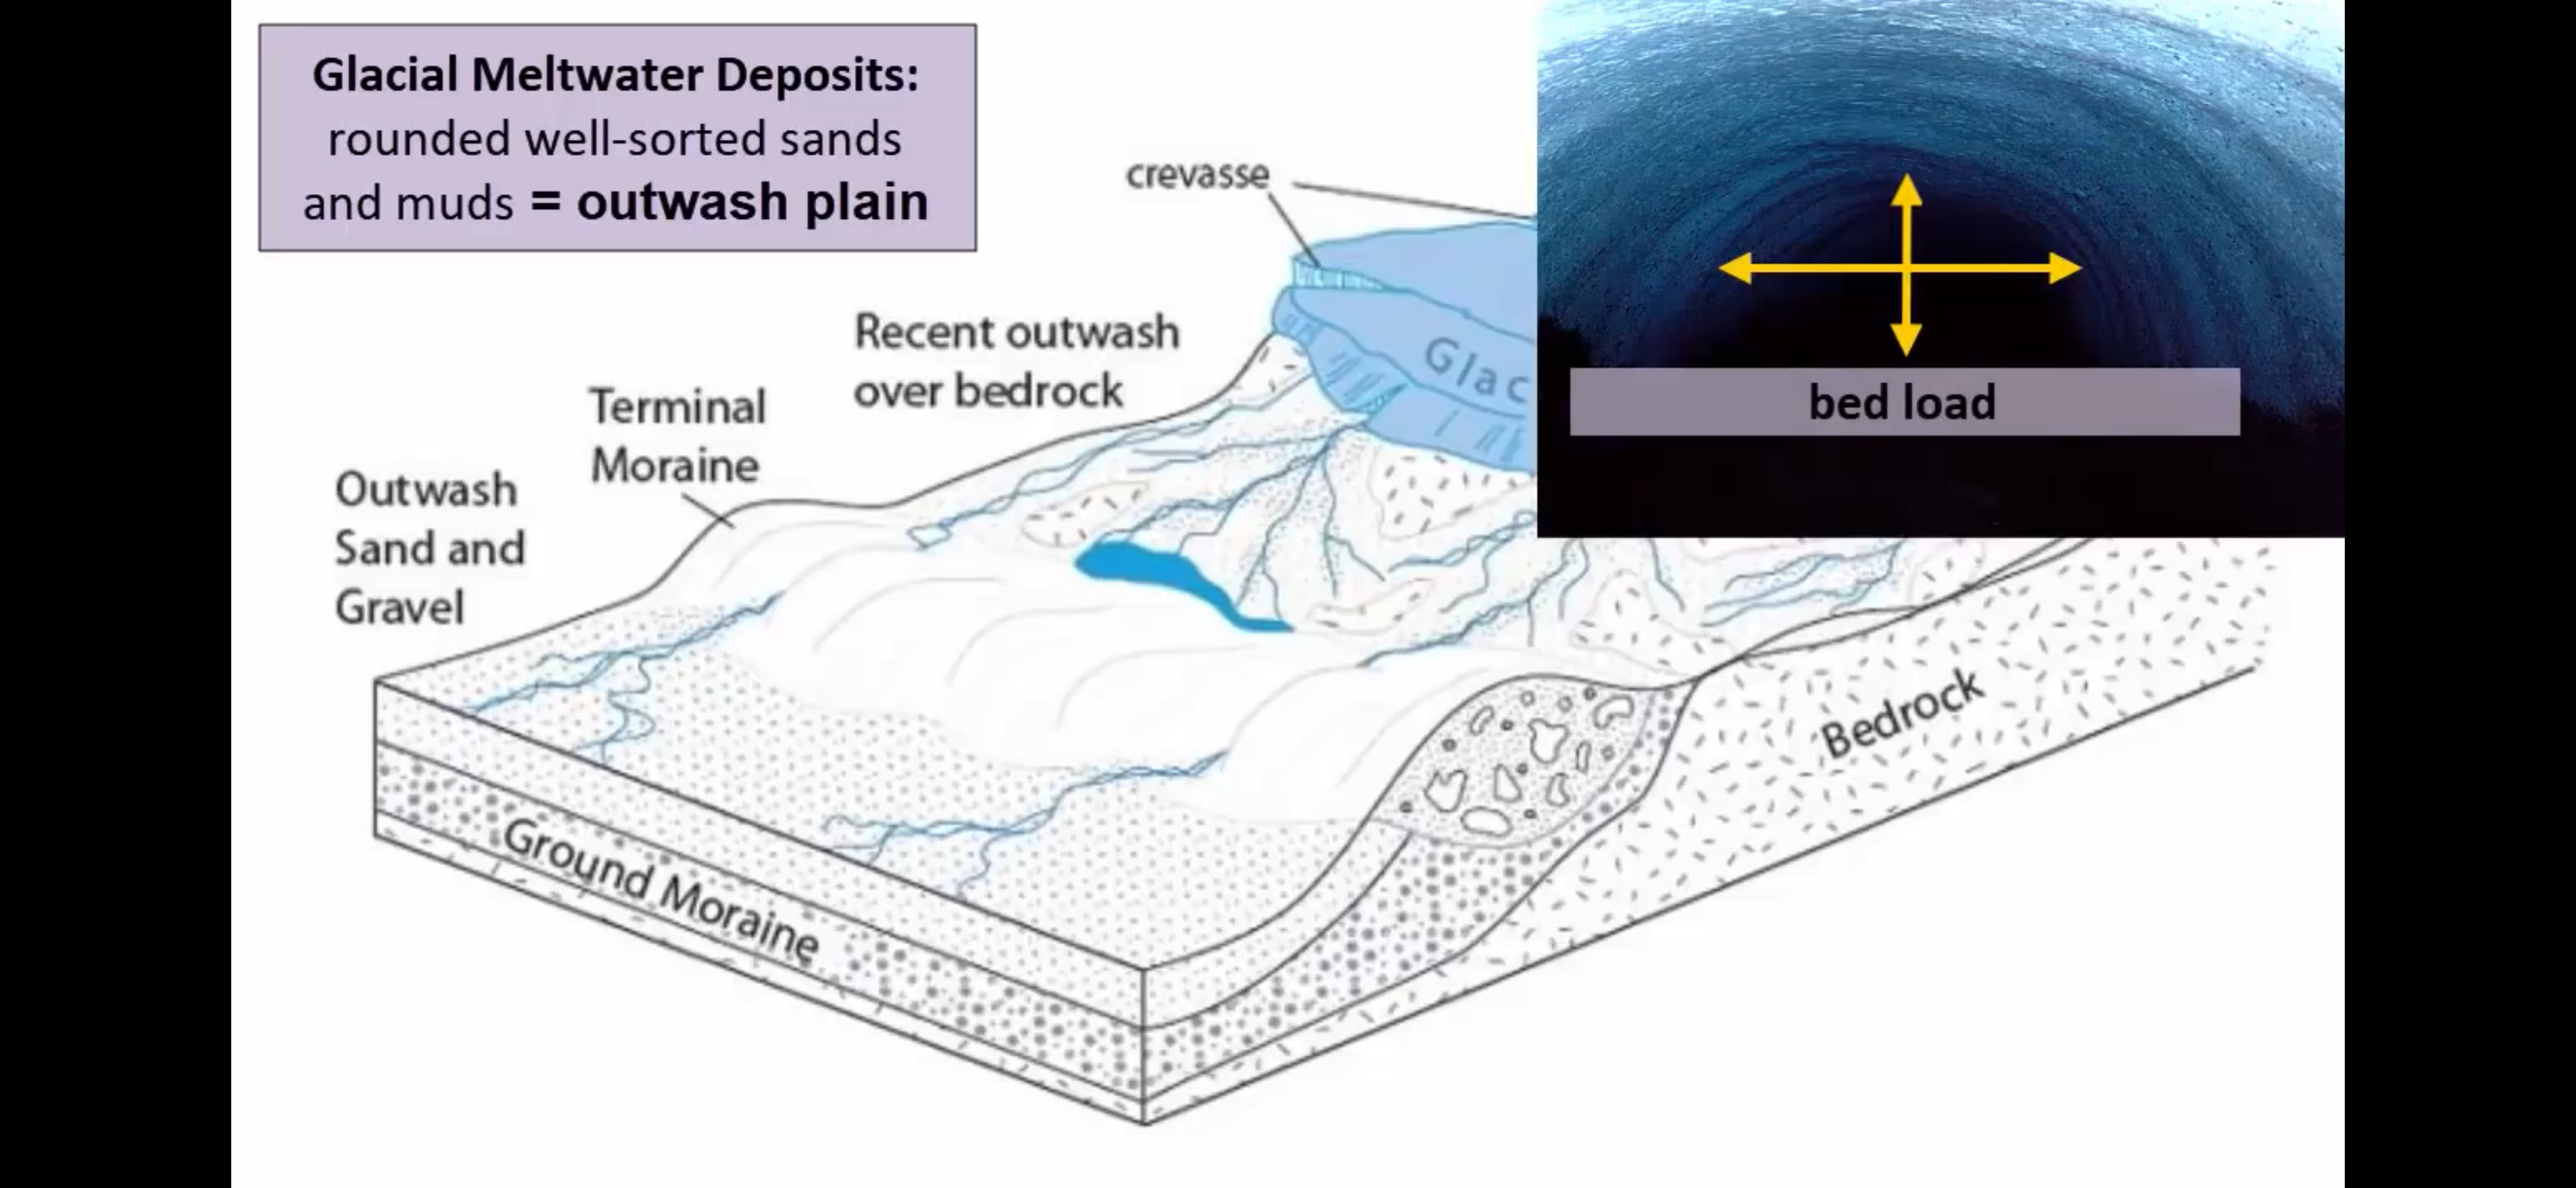 Glacial Meltwater Deposits:
rounded well-sorted sands
and muds = outwash plain
crevasse
Recent outwash
over bedrock
Terminal
Moraine
Outwash
Sand and
Gravel
Glac
bed load
Bedrock
Ground Moraine